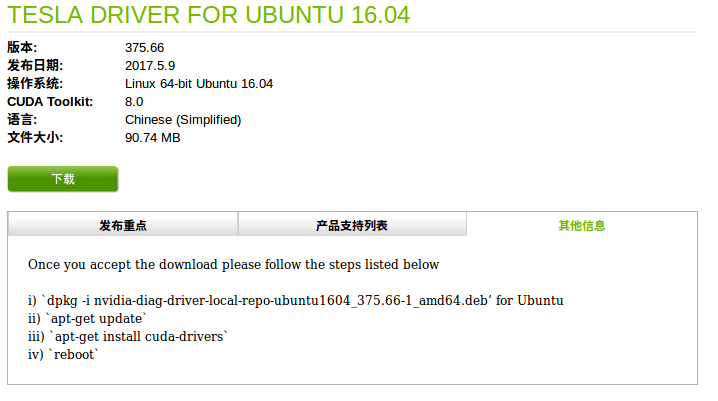 TESLA DRIVER FOR UBUNTU 16.04
版本: 375.66
发布日期: 2017.5.9
操作系统: Linux 64-bit Ubuntu 16.04
CUDA Toolkit: 8.0
语言: Chinese (Simplified)
文件大小: 90.74 MB
下载
发布重点 产品支持列表 其他信息
Once you accept the download please follow the steps listed below
i) `dpkg -i nvidia-diag-driver-local-repo-ubuntu1604_375.66-1_amd64.deb’ for Ubuntu
ii) `apt-get update`
iii) `apt-get install cuda-drivers`
iv) `reboot`